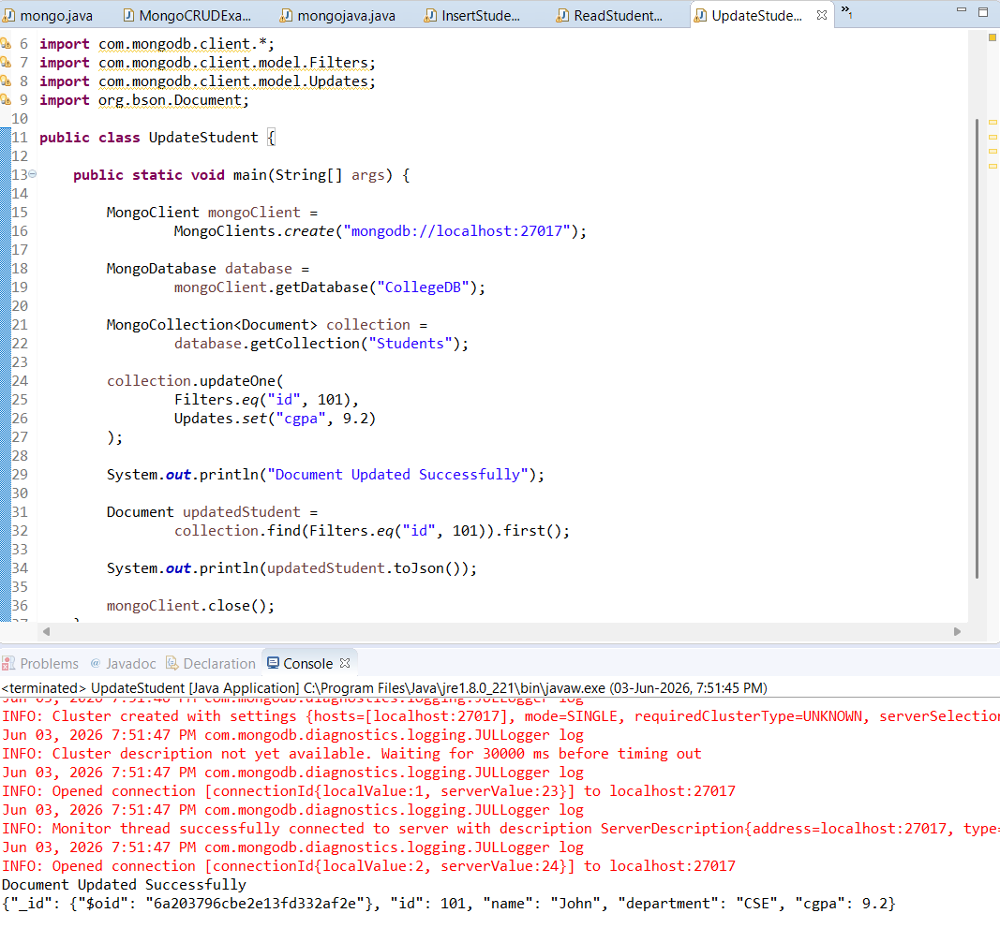 mongo.java MongoCRUDExa... mongojava.java InsertStude... ReadStudent... UpdateStude... »1
6 import com.mongodb.client.*;
7 import com.mongodb.client.model.Filters;
8 import com.mongodb.client.model.Updates;
9 import org.bson.Document;
10
11 public class UpdateStudent {
12
13 public static void main(String[] args) {
14
15 MongoClient mongoClient =
16 MongoClients.create("mongodb://localhost:27017");
17
18 MongoDatabase database =
19 mongoClient.getDatabase("CollegeDB");
20
21 MongoCollection<Document> collection =
22 database.getCollection("Students");
23
24 collection.updateOne(
25 Filters.eq("id", 101),
26 Updates.set("cgpa", 9.2)
27 );
28
29 System.out.println("Document Updated Successfully");
30
31 Document updatedStudent =
32 collection.find(Filters.eq("id", 101)).first();
33
34 System.out.println(updatedStudent.toJson());
35
36 mongoClient.close();
37 }
Problems @ Javadoc Declaration Console
<terminated> UpdateStudent [Java Application] C:\Program Files\Java\jre1.8.0_221\bin\javaw.exe (03-Jun-2026, 7:51:45 PM)
Jun 03, 2026 7:51:46 PM com.mongodb.diagnostics.logging.JULLogger log
INFO: Cluster created with settings {hosts=[localhost:27017], mode=SINGLE, requiredClusterType=UNKNOWN, serverSelection
Jun 03, 2026 7:51:47 PM com.mongodb.diagnostics.logging.JULLogger log
INFO: Cluster description not yet available. Waiting for 30000 ms before timing out
Jun 03, 2026 7:51:47 PM com.mongodb.diagnostics.logging.JULLogger log
INFO: Opened connection [connectionId{localValue:1, serverValue:23}] to localhost:27017
Jun 03, 2026 7:51:47 PM com.mongodb.diagnostics.logging.JULLogger log
INFO: Monitor thread successfully connected to server with description ServerDescription{address=localhost:27017, type=
Jun 03, 2026 7:51:47 PM com.mongodb.diagnostics.logging.JULLogger log
INFO: Opened connection [connectionId{localValue:2, serverValue:24}] to localhost:27017
Document Updated Successfully
{"_id": {"$oid": "6a203796cbe2e13fd332af2e"}, "id": 101, "name": "John", "department": "CSE", "cgpa": 9.2}